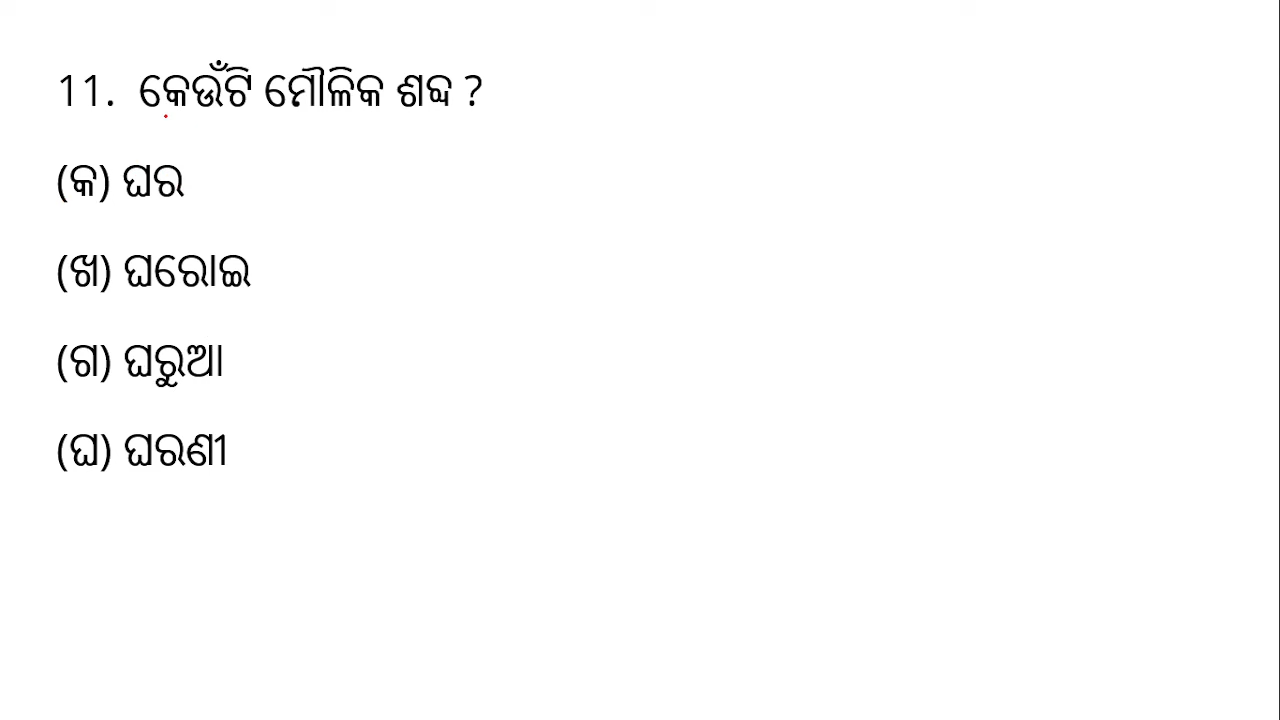 11. କେଉଁଟି ମୌଳିକ ଶବ୍ଦ ?
(କ) ଘର
(ଖ) ଘରୋଇ
(ଗ) ଘରୁଆ
(ଘ) ଘରଣୀ